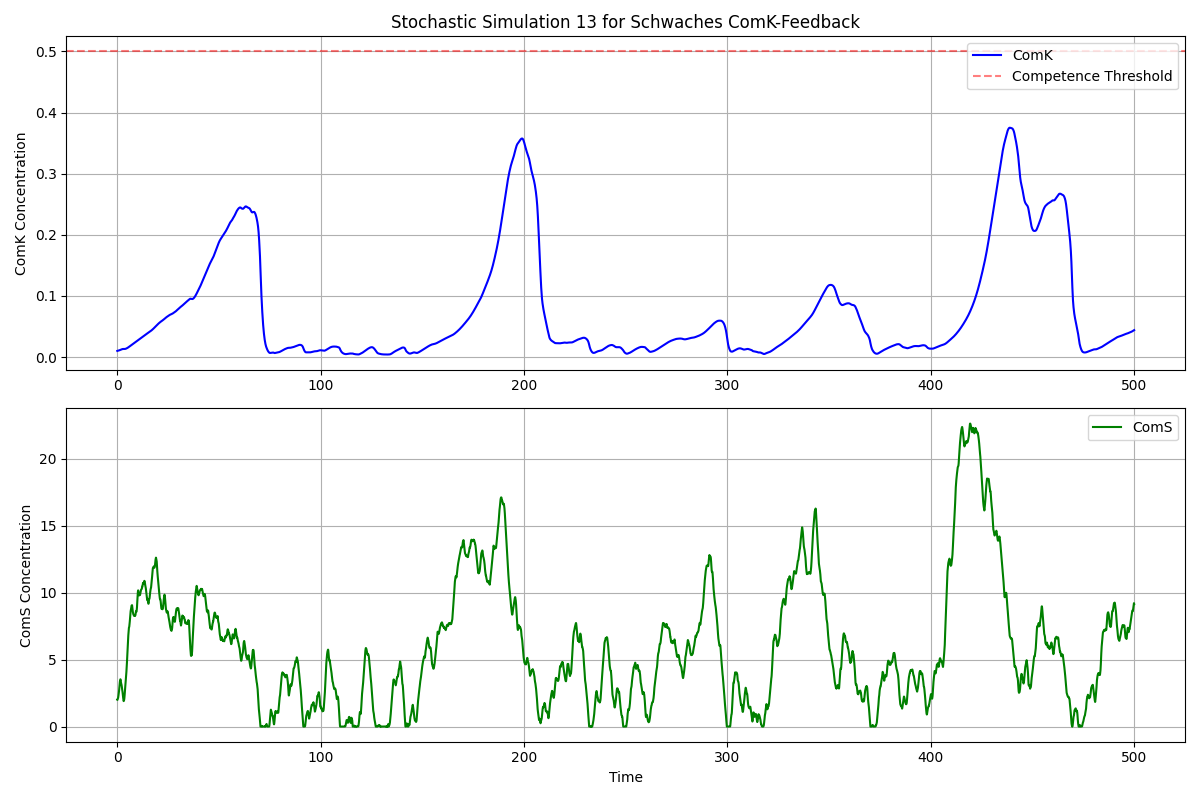 Stochastic Simulation 13 for Schwaches ComK-Feedback
ComK Concentration
0.5
0.4
0.3
0.2
0.1
0.0
ComK
Competence Threshold
0 100 200 300 400 500
ComS Concentration
20
15
10
5
0
ComS
0 100 200 300 400 500
Time